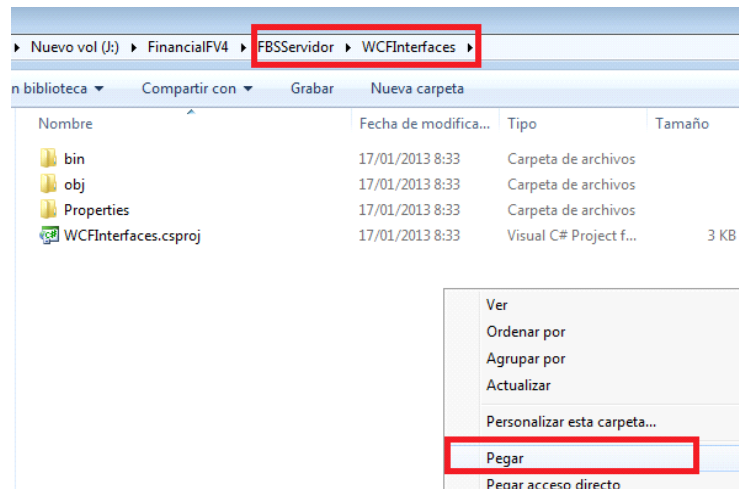 Nuevo vol (J:) FinancialFV4 FBSServidor WCFInterfaces
n biblioteca Compartir con Grabar Nueva carpeta
Nombre Fecha de modifica... Tipo Tamaño
bin 17/01/2013 8:33 Carpeta de archivos
obj 17/01/2013 8:33 Carpeta de archivos
Properties 17/01/2013 8:33 Carpeta de archivos
WCFInterfaces.csproj 17/01/2013 8:33 Visual C# Project f... 3 KB
Ver
Ordenar por
Agrupar por
Actualizar
Personalizar esta carpeta...
Pegar
Pegar acceso directo